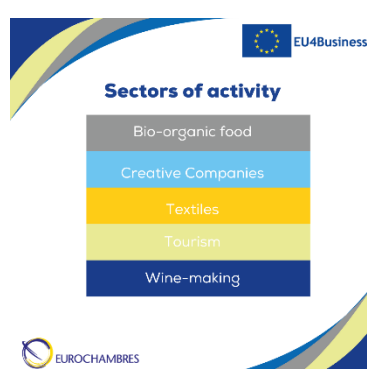 EU4Business
Sectors of activity
Bio-organic food
Creative Companies
Textiles
Tourism
Wine-making
EUROCHAMBRES